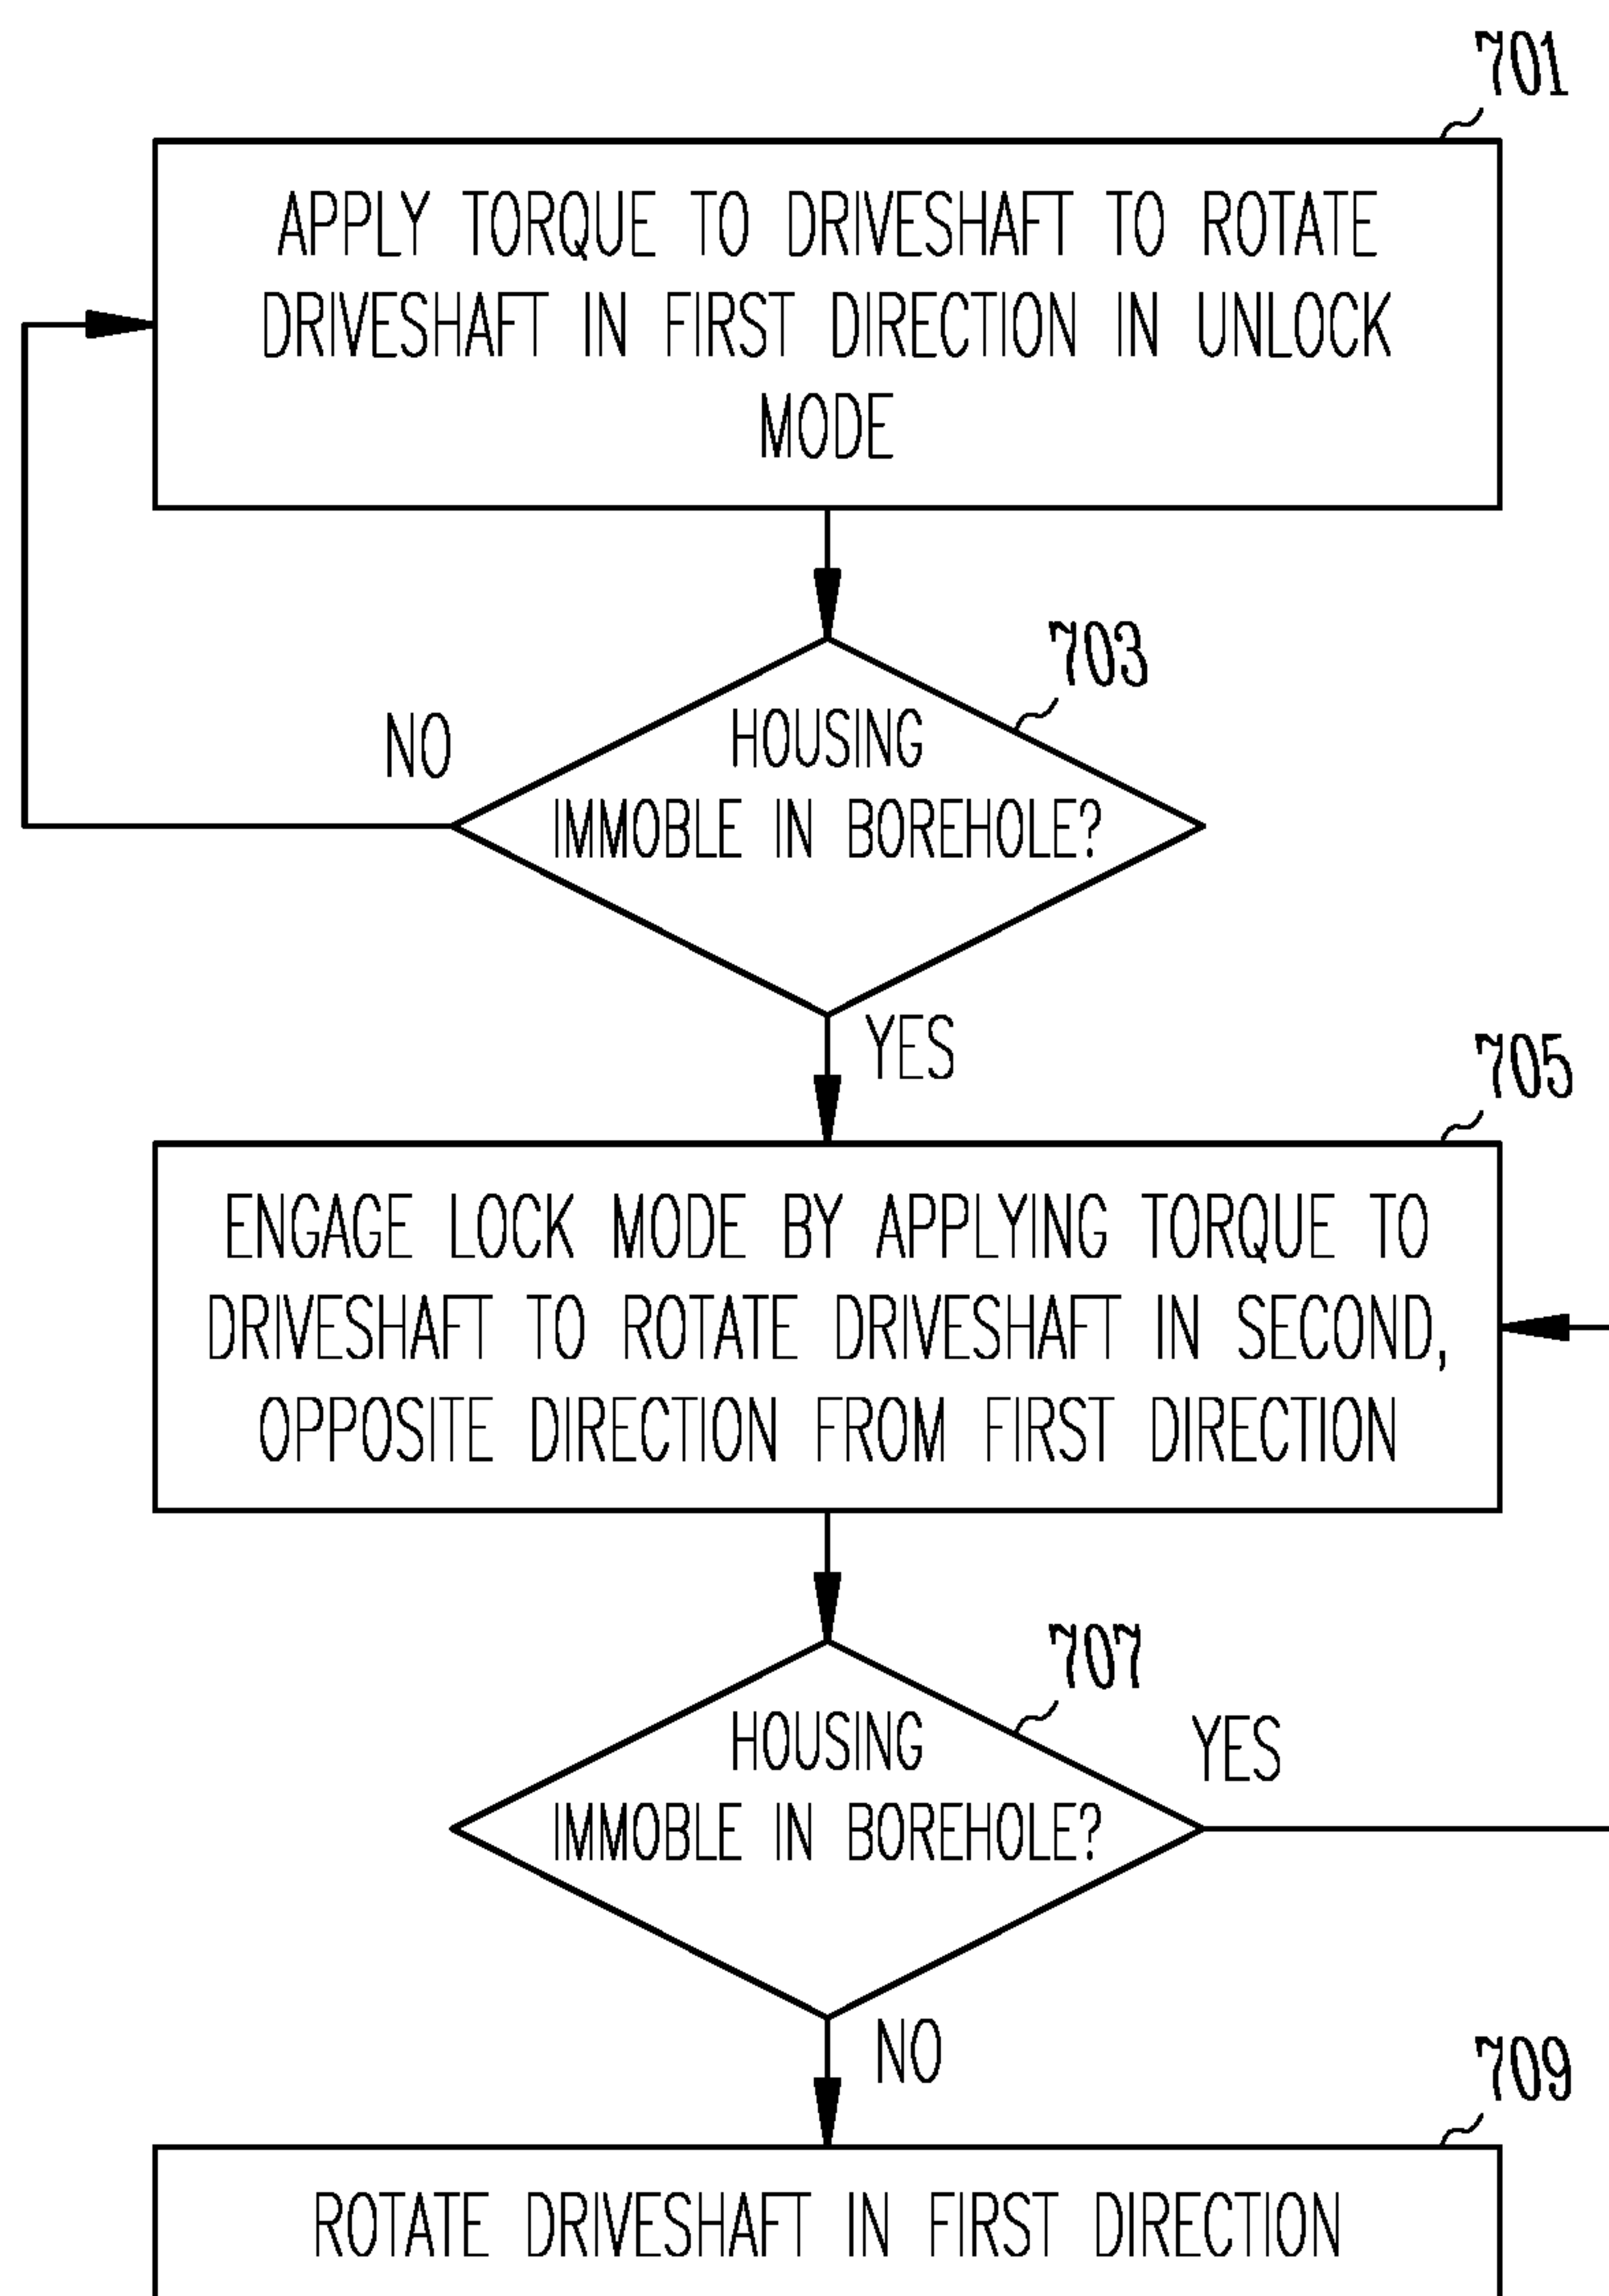 701
APPLY TORQUE TO DRIVESHAFT TO ROTATE
DRIVESHAFT IN FIRST DIRECTION IN UNLOCK
MODE
703
NO
HOUSING
IMMOBLE IN BOREHOLE?
YES
705
ENGAGE LOCK MODE BY APPLYING TORQUE TO
DRIVESHAFT TO ROTATE DRIVESHAFT IN SECOND,
OPPOSITE DIRECTION FROM FIRST DIRECTION
707
HOUSING
IMMOBLE IN BOREHOLE?
YES
NO
709
ROTATE DRIVESHAFT IN FIRST DIRECTION